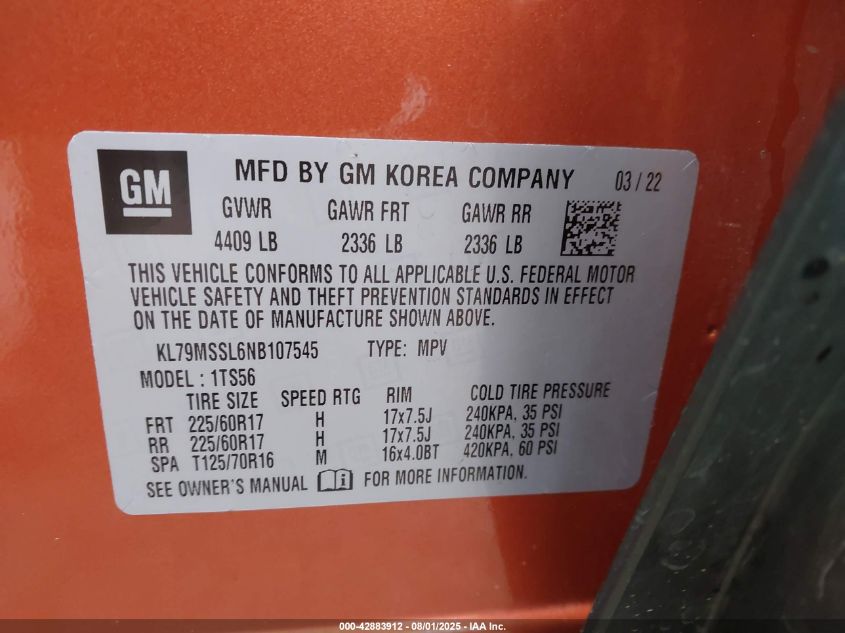 GM
MFD BY GM KOREA COMPANY 03 / 22
GVWR GAWR FRT GAWR RR
4409 LB 2336 LB 2336 LB
THIS VEHICLE CONFORMS TO ALL APPLICABLE U.S. FEDERAL MOTOR
VEHICLE SAFETY AND THEFT PREVENTION STANDARDS IN EFFECT
ON THE DATE OF MANUFACTURE SHOWN ABOVE.
KL79MSSL6NB107545 TYPE: MPV
MODEL : 1TS56
TIRE SIZE SPEED RTG RIM COLD TIRE PRESSURE
FRT 225/60R17 H 17x7.5J 240KPA, 35 PSI
RR 225/60R17 H 17x7.5J 240KPA, 35 PSI
SPA T125/70R16 M 16x4.0BT 420KPA, 60 PSI
SEE OWNER'S MANUAL FOR MORE INFORMATION.
000-42883912 - 08/01/2025 - IAA Inc.